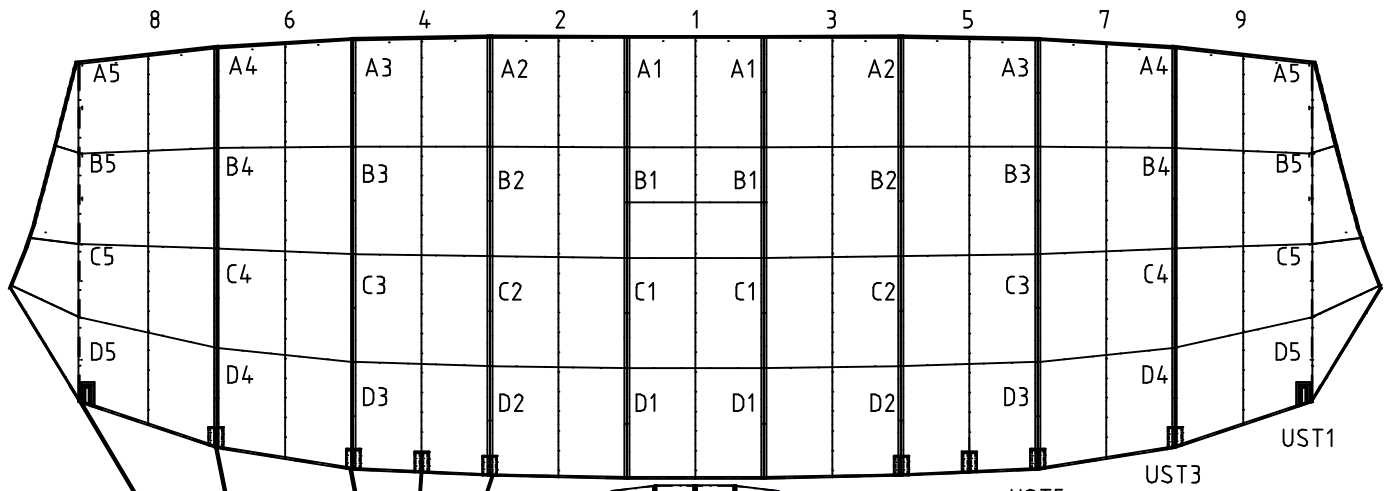 8 6 4 2 1 3 5 7 9
A5 A4 A3 A2 A1 A1 A2 A3 A4 A5
B5 B4 B3 B2 B1 B1 B2 B3 B4 B5
C5 C4 C3 C2 C1 C1 C2 C3 C4 C5
D5 D4 D3 D2 D1 D1 D2 D3 D4 D5
UST1
UST3